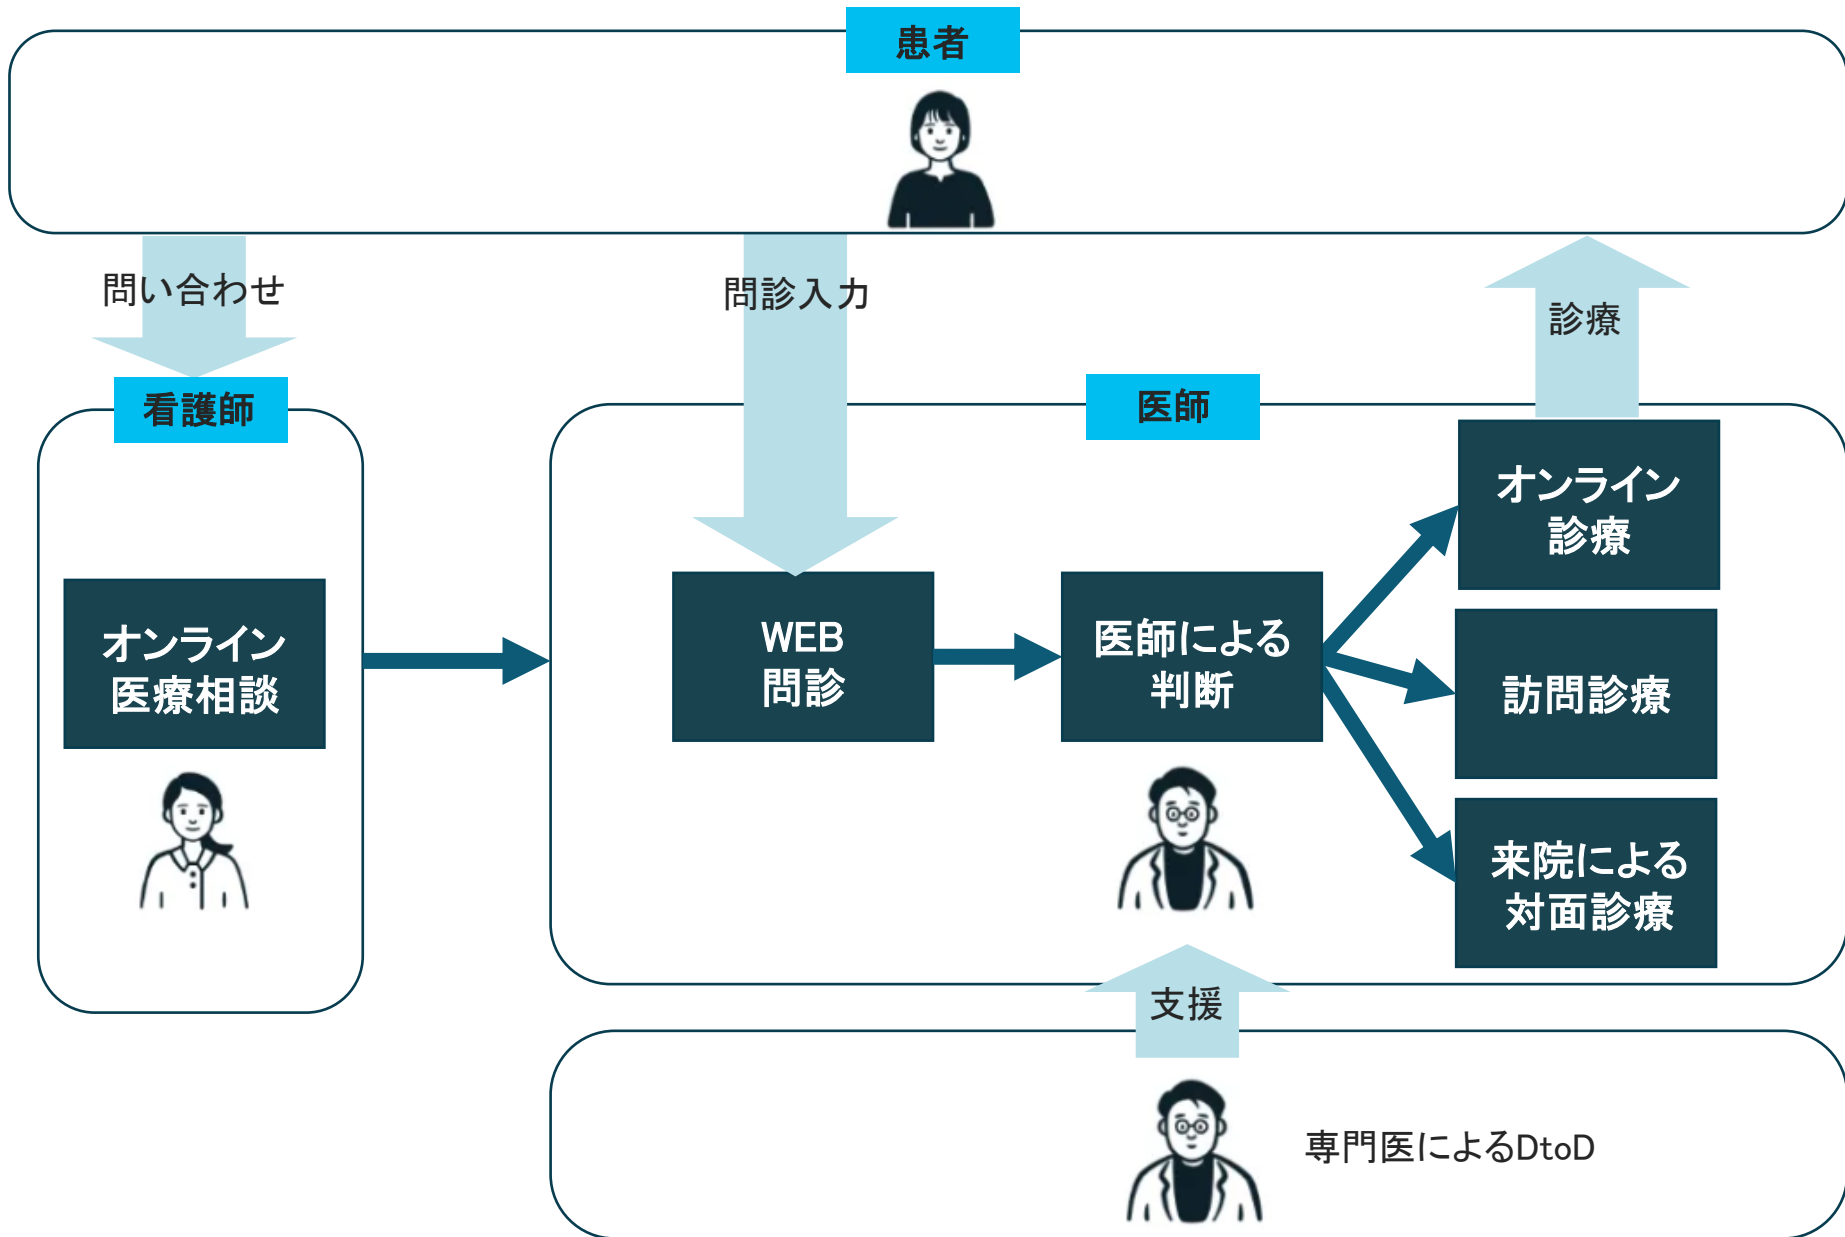 患者
問い合わせ
問診入力
診療
看護師
医師
オンライン
医療相談
WEB
問診
医師による
判断
オンライン
診療
訪問診療
来院による
対面診療
支援
専門医によるDtoD